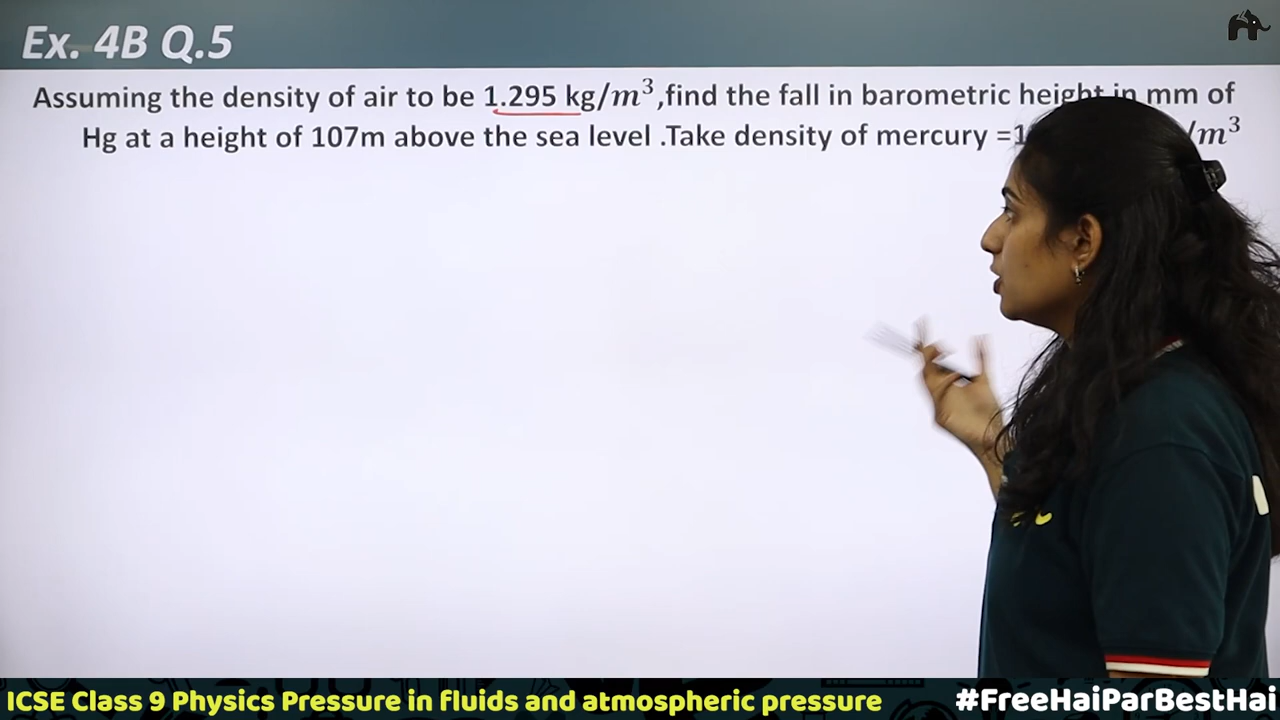 Ex. 4B Q.5
Assuming the density of air to be 1.295 kg/m³,find the fall in barometric height in mm of
Hg at a height of 107m above the sea level .Take density of mercury = /m³
ICSE Class 9 Physics Pressure in fluids and atmospheric pressure
#FreeHaiParBestHai